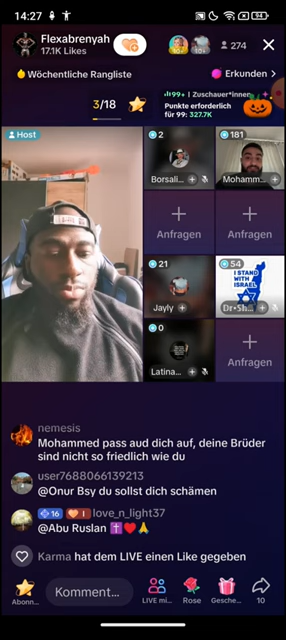 14:27
94
Flexabrenyah
17.1K Likes
107K
101K
274
Wöchentliche Rangliste
Erkunden >
3/18
99+ I Zuschauer*innen
Punkte erforderlich
für 99: 327.7K
Host
2
Borsali...
181
Mohamm...
Anfragen
Anfragen
21
Jayly
54
I STAND
WITH
ISRAEL
Dr•Sh...
0
Latina...
Anfragen
nemesis
Mohammed pass aud dich auf, deine Brüder
sind nicht so friedlich wie du
user7688066139213
@Onur Bsy du sollst dich schämen
16 I love_n_light37
@Abu Ruslan ✝️❤️🙏
Karma hat dem LIVE einen Like gegeben
Abonn...
Komment...
LIVE mi...
Rose
Gesche...
10